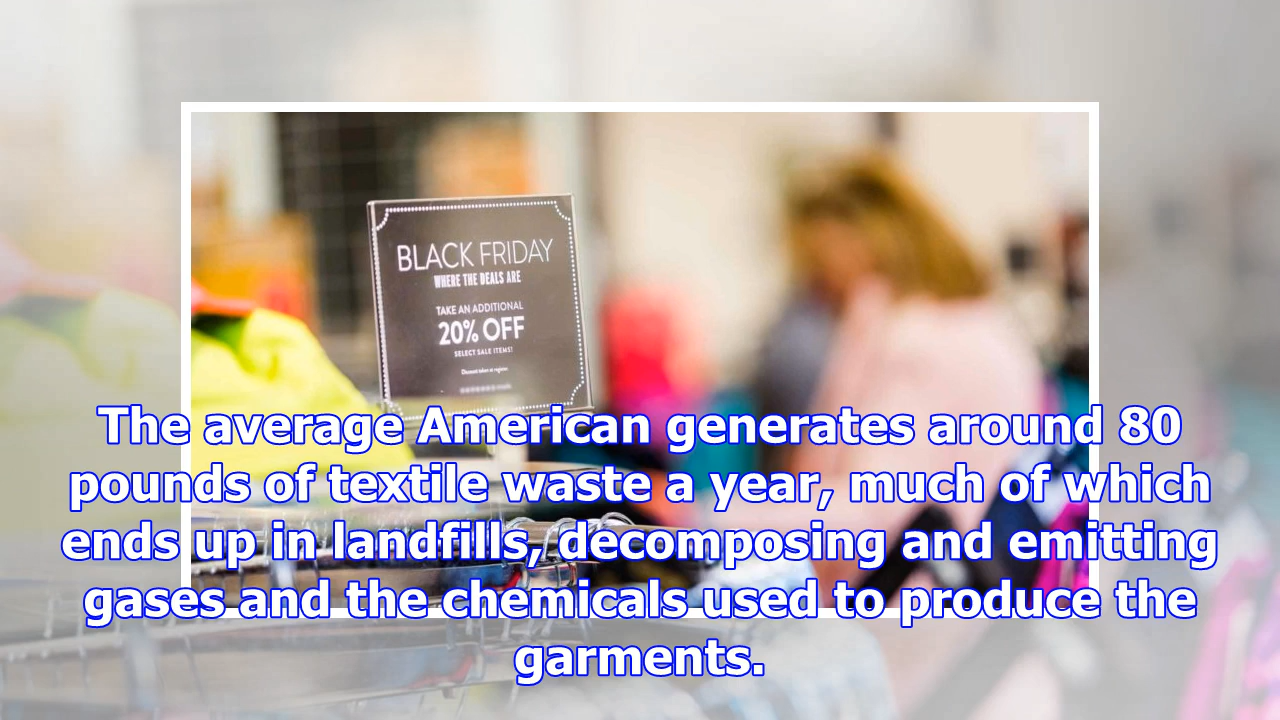 BLACK FRIDAY
WHERE THE DEALS ARE
TAKE AN ADDITIONAL
20% OFF
SELECT SALE ITEMS!
The average American generates around 80
pounds of textile waste a year, much of which
ends up in landfills, decomposing and emitting
gases and the chemicals used to produce the
garments.